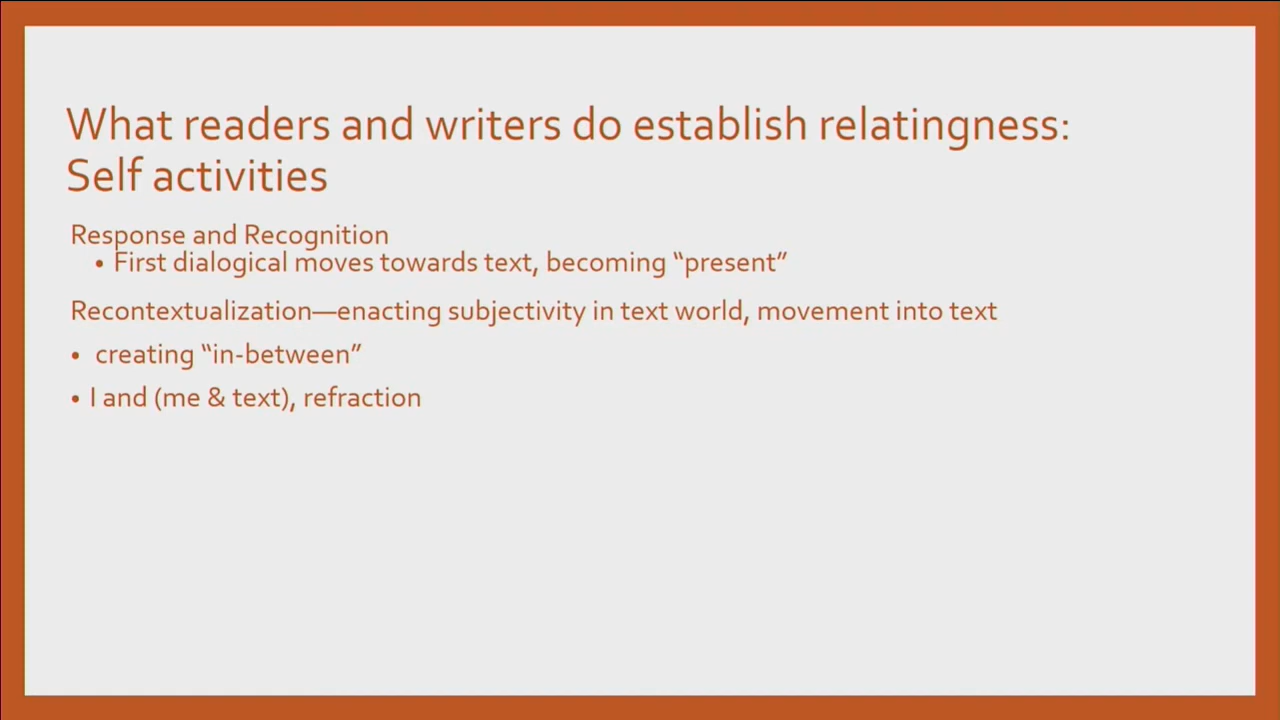 What readers and writers do establish relatingness:
Self activities
Response and Recognition
• First dialogical moves towards text, becoming “present”
Recontextualization—enacting subjectivity in text world, movement into text
• creating “in-between”
• I and (me & text), refraction